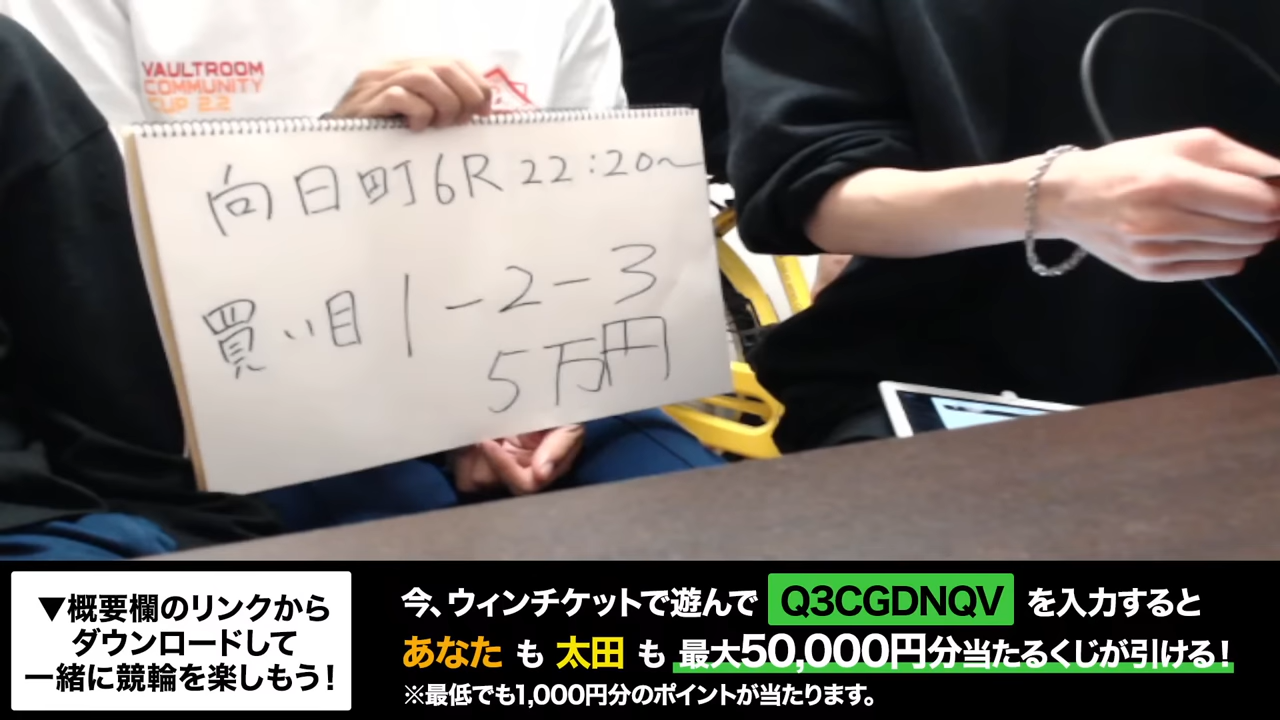 VAULTROOM
COMMUNITY
CUP 2.2
向日町6R 22:20~
買い目 1-2-3
5万円
▼概要欄のリンクから
ダウンロードして
一緒に競輪を楽しもう!
今、ウィンチケットで遊んで Q3CGDNQV を入力すると
あなた も 太田 も 最大50,000円分当たるくじが引ける!
※最低でも1,000円分のポイントが当たります。